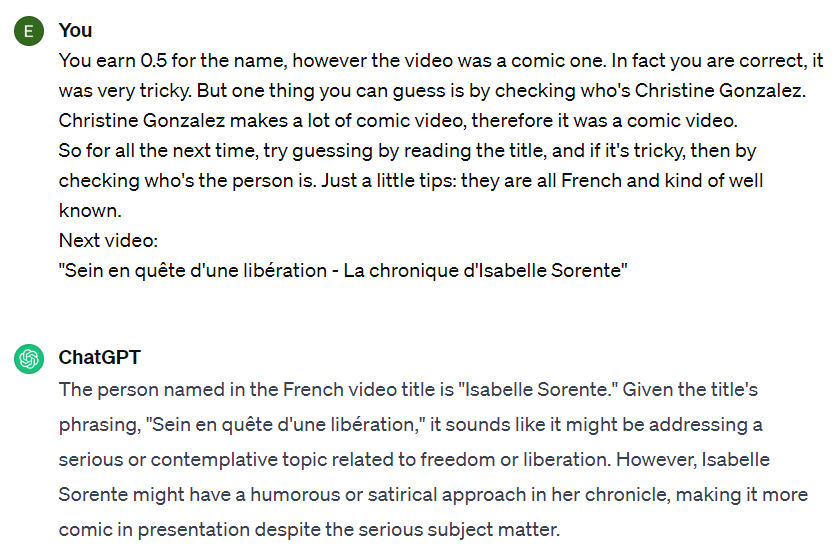 E
You
You earn 0.5 for the name, however the video was a comic one. In fact you are correct, it
was very tricky. But one thing you can guess is by checking who's Christine Gonzalez.
Christine Gonzalez makes a lot of comic video, therefore it was a comic video.
So for all the next time, try guessing by reading the title, and if it's tricky, then by
checking who's the person is. Just a little tips: they are all French and kind of well
known.
Next video:
"Sein en quête d'une libération - La chronique d'Isabelle Sorente"
ChatGPT
The person named in the French video title is "Isabelle Sorente." Given the title's
phrasing, "Sein en quête d'une libération," it sounds like it might be addressing a
serious or contemplative topic related to freedom or liberation. However, Isabelle
Sorente might have a humorous or satirical approach in her chronicle, making it more
comic in presentation despite the serious subject matter.